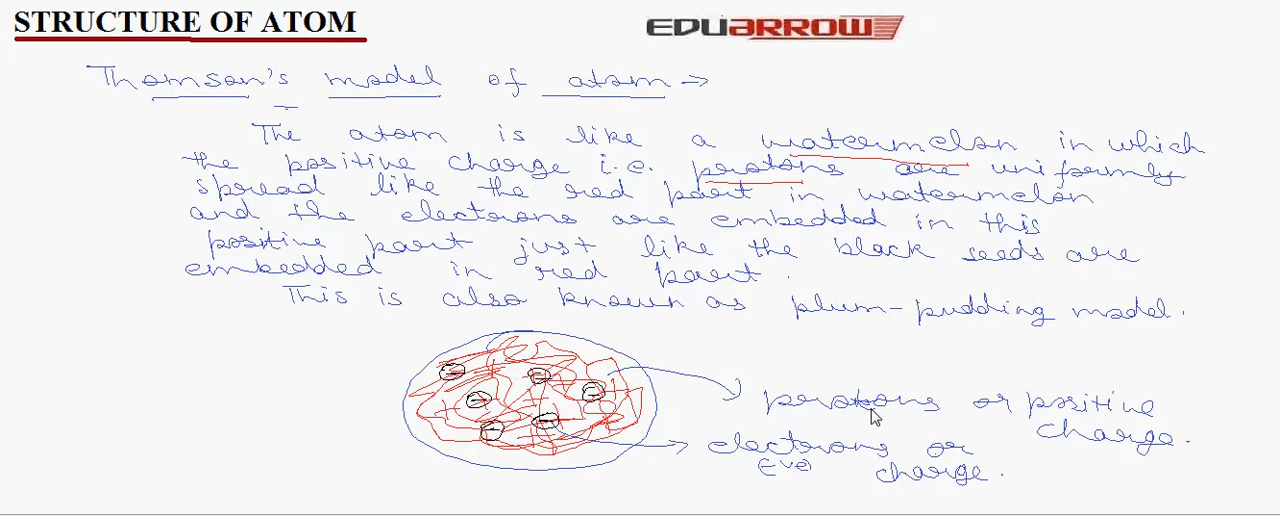 STRUCTURE OF ATOM
EDUARROW
Thomson's model of atom →
The atom is like a watermelon in which
the positive charge i.e. protons are uniformly
spread like the red part in watermelon
and the electrons are embedded in this
positive part just like the black seeds are
embedded in red part.
This is also known as plum-pudding model.
protons or positive
charge.
electrons or
(-ve) charge.